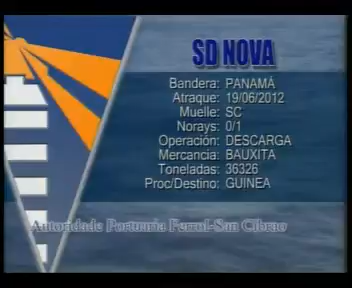 SD NOVA
Bandera: PANAMÁ
Atraque: 19/06/2012
Muelle: SC
Norays: 0/1
Operación: DESCARGA
Mercancia: BAUXITA
Toneladas: 36326
Proc/Destino: GUINEA
Autoridade Portuaria Ferrol-San Cibrao